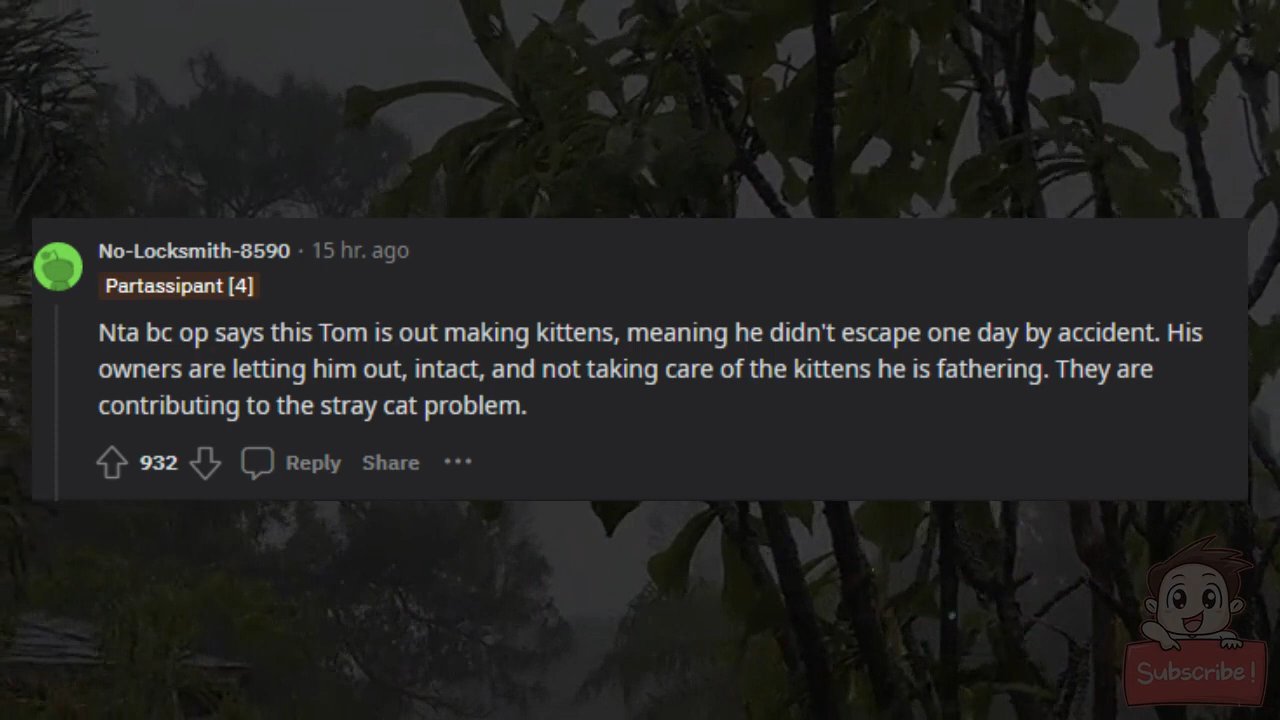 No-Locksmith-8590 · 15 hr. ago
Partassipant [4]
Nta bc op says this Tom is out making kittens, meaning he didn't escape one day by accident. His
owners are letting him out, intact, and not taking care of the kittens he is fathering. They are
contributing to the stray cat problem.
932 Reply Share ···
Subscribe!